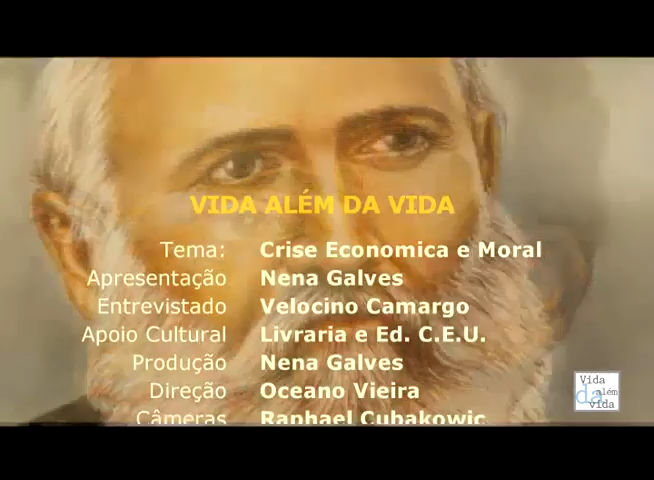 VIDA ALÉM DA VIDA
Tema: Crise Economica e Moral
Apresentação Nena Galves
Entrevistado Velocino Camargo
Apoio Cultural Livraria e Ed. C.E.U.
Produção Nena Galves
Direção Oceano Vieira
Câmeras Raphael Cubakowic
Vida
além
da
vida